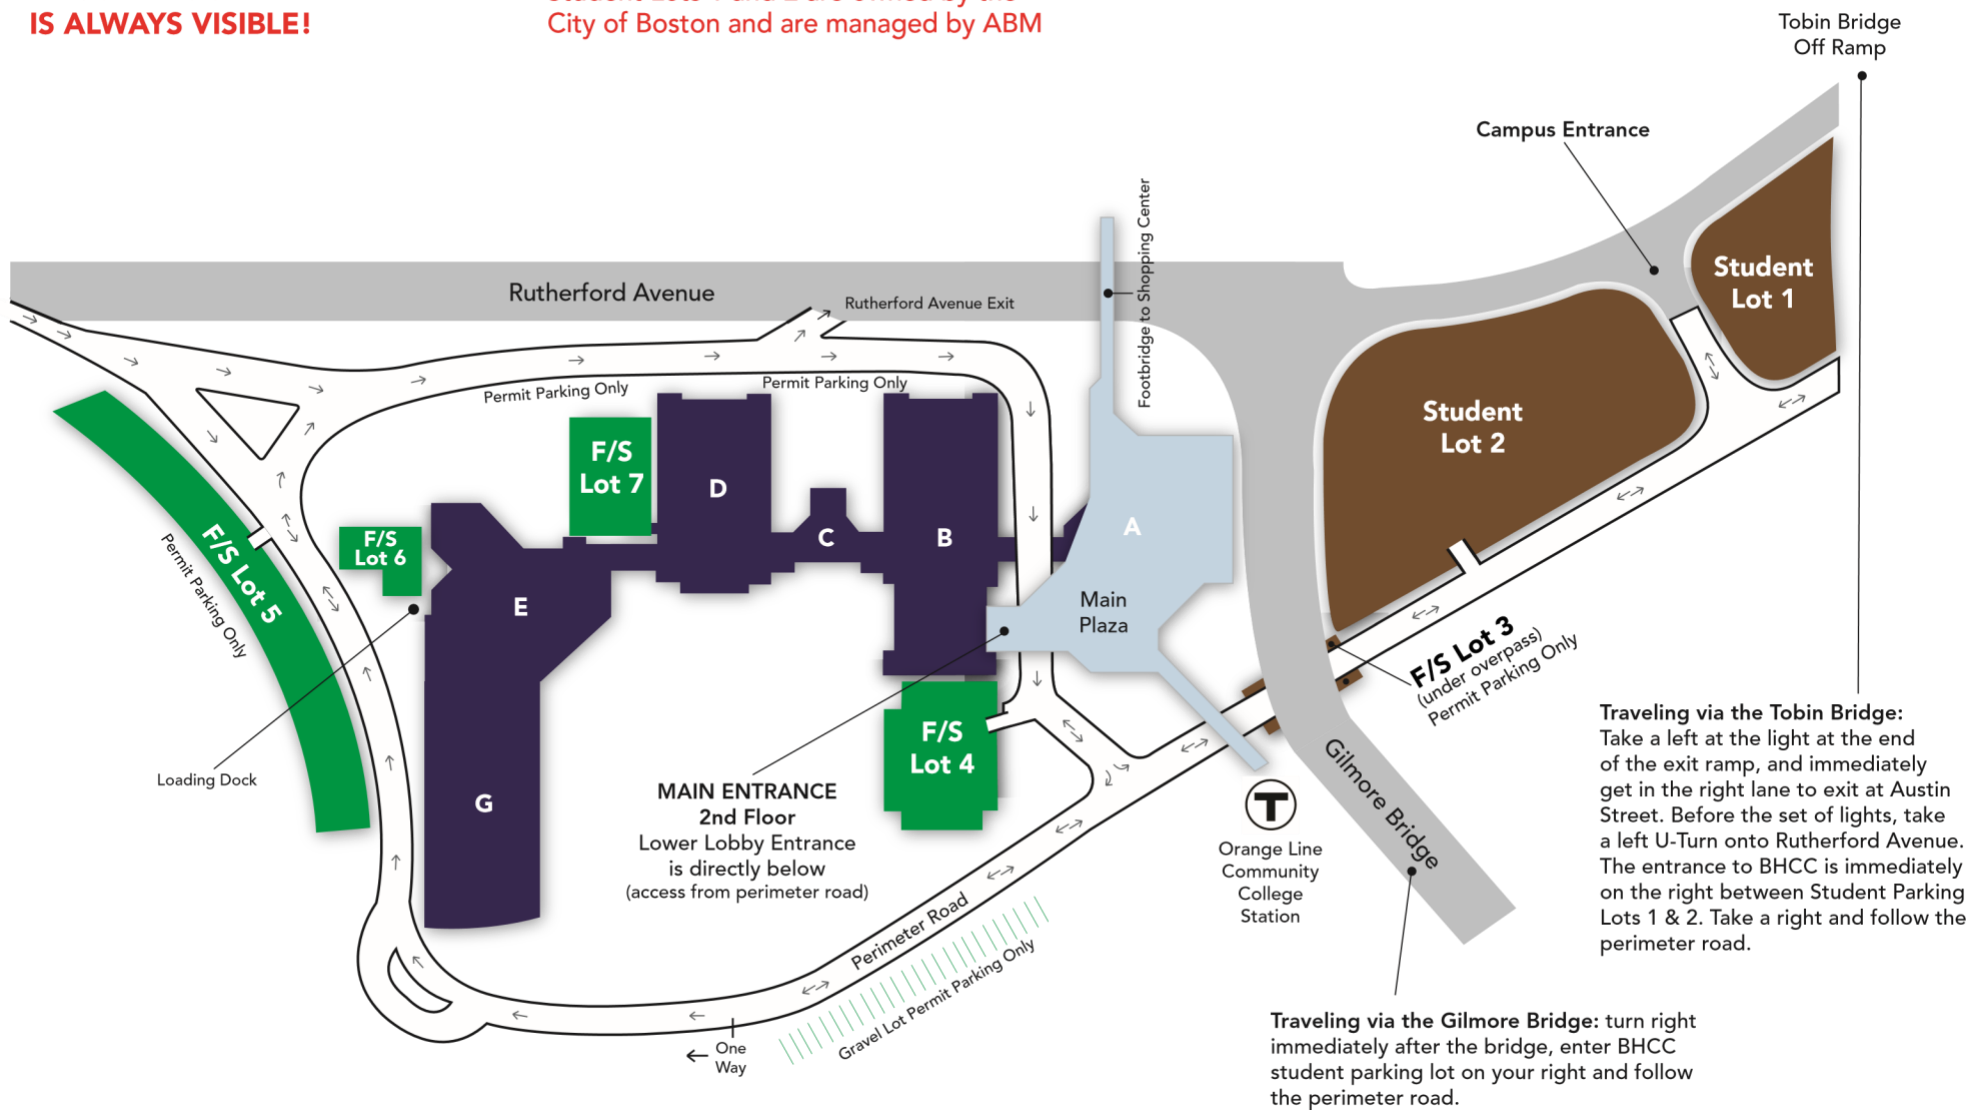 IS ALWAYS VISIBLE!
City of Boston and are managed by ABM
Tobin Bridge
Off Ramp
Campus Entrance
Footbridge to Shopping Center
Student
Lot 1
Rutherford Avenue
Rutherford Avenue Exit
Permit Parking Only
Permit Parking Only
Student
Lot 2
F/S
Lot 7
D
C
B
A
F/S
Lot 6
F/S Lot 5
Permit Parking Only
E
Main
Plaza
F/S Lot 3
(under overpass)
Permit Parking Only
Loading Dock
G
MAIN ENTRANCE
2nd Floor
Lower Lobby Entrance
is directly below
(access from perimeter road)
F/S
Lot 4
T
Orange Line
Community
College
Station
Gilmore Bridge
Perimeter Road
Gravel Lot Permit Parking Only
One
Way
Traveling via the Tobin Bridge:
Take a left at the light at the end
of the exit ramp, and immediately
get in the right lane to exit at Austin
Street. Before the set of lights, take
a left U-Turn onto Rutherford Avenue.
The entrance to BHCC is immediately
on the right between Student Parking
Lots 1 & 2. Take a right and follow the
perimeter road.
Traveling via the Gilmore Bridge: turn right
immediately after the bridge, enter BHCC
student parking lot on your right and follow
the perimeter road.